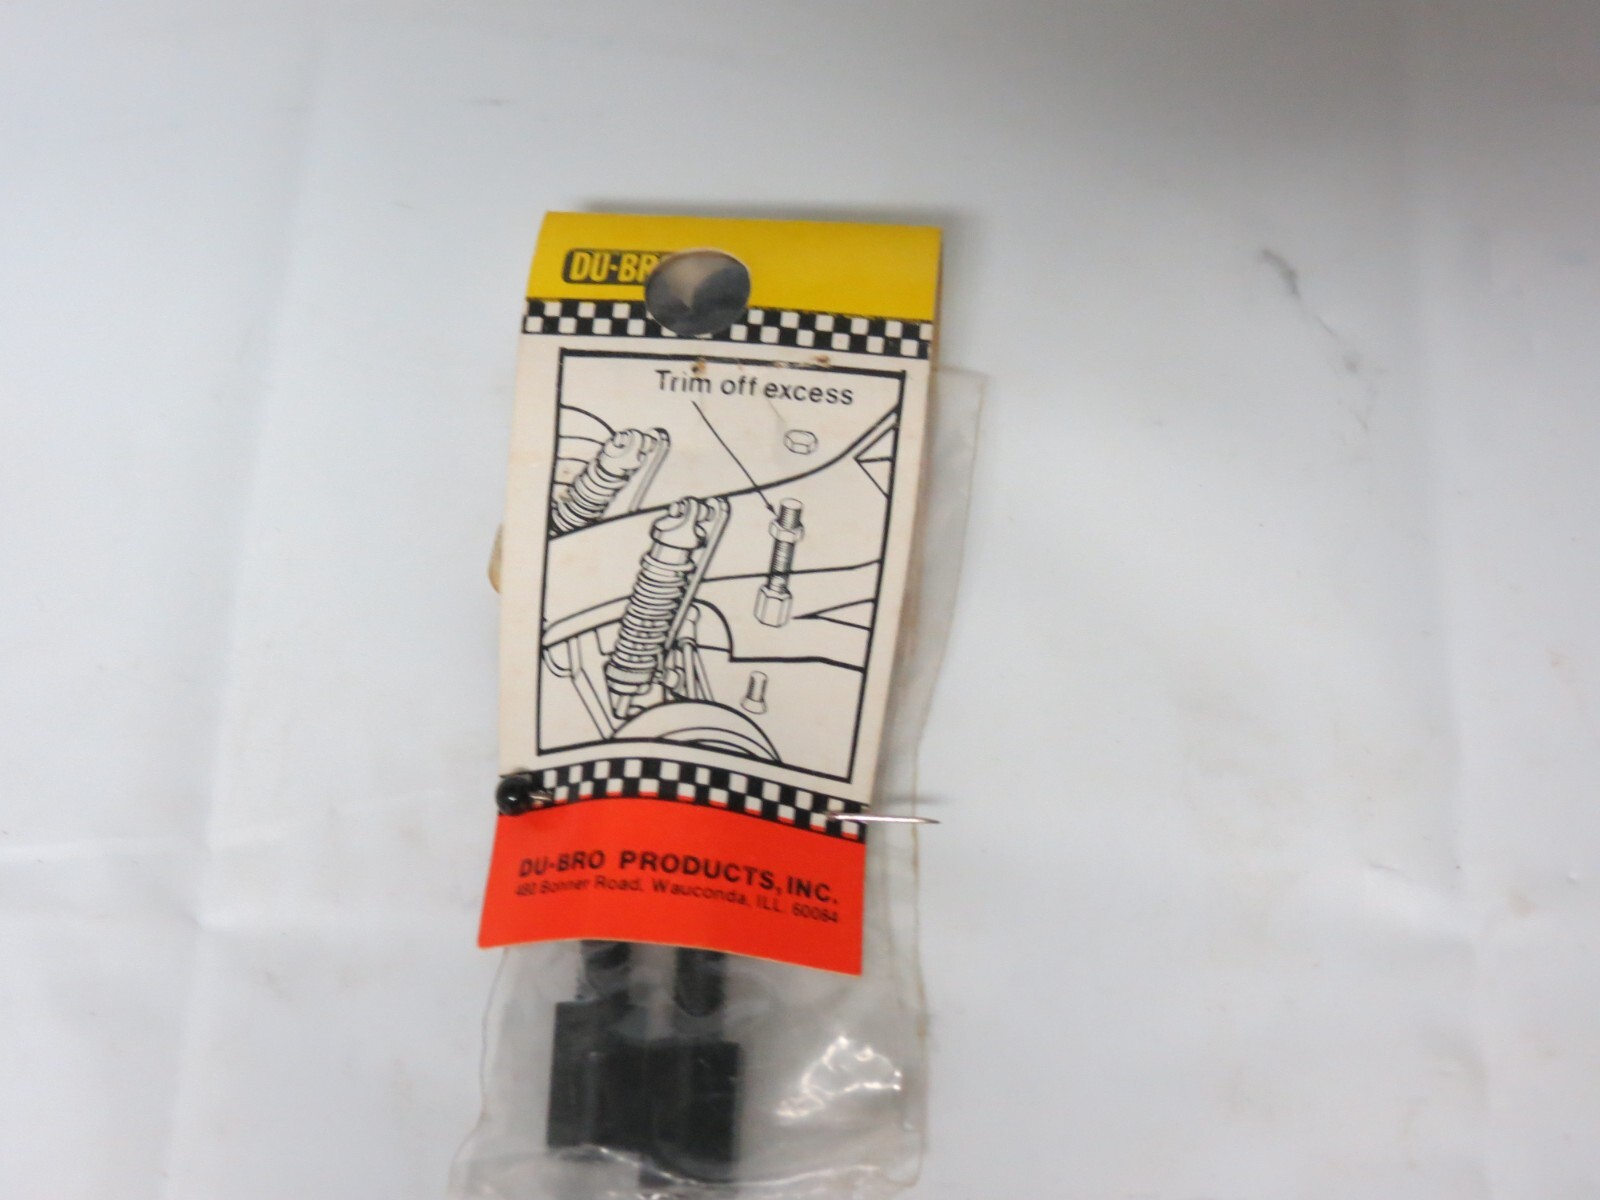 DU-BR
Trim off excess
DU-BRO PRODUCTS, INC.
480 Bonner Road, Wauconda, ILL. 60084